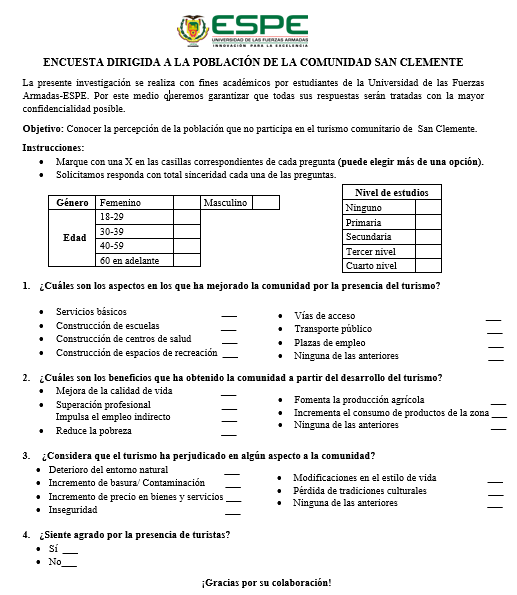 ESPE
UNIVERSIDAD DE LAS FUERZAS ARMADAS
INNOVACIÓN PARA LA EXCELENCIA
ENCUESTA DIRIGIDA A LA POBLACIÓN DE LA COMUNIDAD SAN CLEMENTE
La presente investigación se realiza con fines académicos por estudiantes de la Universidad de las Fuerzas
Armadas-ESPE. Por este medio queremos garantizar que todas sus respuestas serán tratadas con la mayor
confidencialidad posible.
Objetivo: Conocer la percepción de la población que no participa en el turismo comunitario de San Clemente.
Instrucciones:
• Marque con una X en las casillas correspondientes de cada pregunta (puede elegir más de una opción).
• Solicitamos responda con total sinceridad cada una de las preguntas.
Género Femenino Masculino
Edad
18-29
30-39
40-59
60 en adelante
Nivel de estudios
Ninguno
Primaria
Secundaria
Tercer nivel
Cuarto nivel
1. ¿Cuáles son los aspectos en los que ha mejorado la comunidad por la presencia del turismo?
• Servicios básicos ___
• Construcción de escuelas ___
• Construcción de centros de salud ___
• Construcción de espacios de recreación ___
• Vías de acceso ___
• Transporte público ___
• Plazas de empleo ___
• Ninguna de las anteriores ___
2. ¿Cuáles son los beneficios que ha obtenido la comunidad a partir del desarrollo del turismo?
• Mejora de la calidad de vida ___
• Superación profesional ___
Impulsa el empleo indirecto ___
• Reduce la pobreza ___
• Fomenta la producción agrícola ___
• Incrementa el consumo de productos de la zona ___
• Ninguna de las anteriores ___
3. ¿Considera que el turismo ha perjudicado en algún aspecto a la comunidad?
• Deterioro del entorno natural ___
• Incremento de basura/ Contaminación ___
• Incremento de precio en bienes y servicios ___
• Inseguridad ___
• Modificaciones en el estilo de vida ___
• Pérdida de tradiciones culturales ___
• Ninguna de las anteriores ___
4. ¿Siente agrado por la presencia de turistas?
• Sí ___
• No___
¡Gracias por su colaboración!